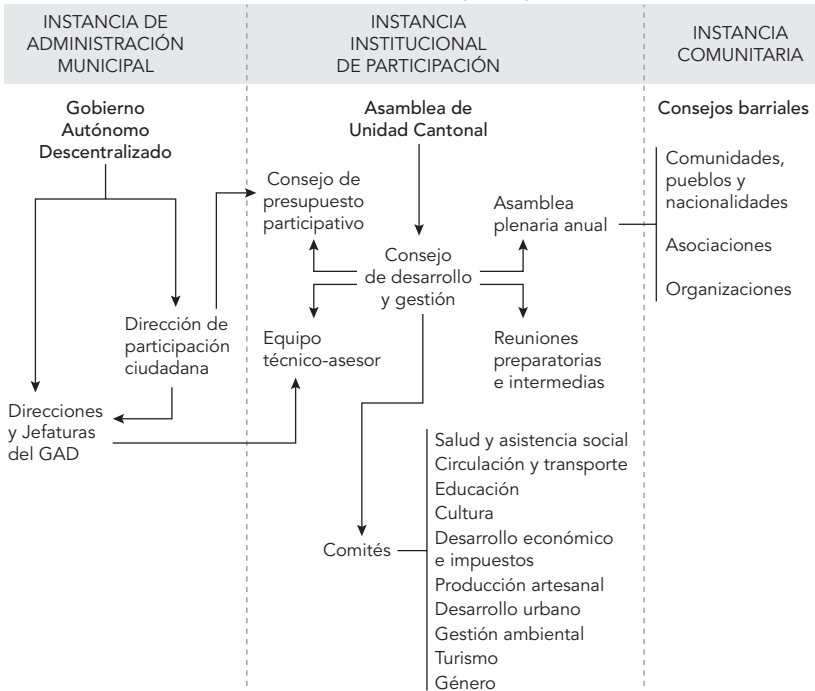 INSTANCIA DE
ADMINISTRACIÓN
MUNICIPAL
INSTANCIA
INSTITUCIONAL
DE PARTICIPACIÓN
INSTANCIA
COMUNITARIA
Gobierno
Autónomo
Descentralizado
Asamblea de
Unidad Cantonal
Consejos barriales
Consejo de
presupuesto
participativo
Asamblea
plenaria anual
Comunidades,
pueblos y
nacionalidades
Asociaciones
Organizaciones
Consejo
de desarrollo
y gestión
Dirección de
participación
ciudadana
Equipo
técnico-asesor
Reuniones
preparatorias
e intermedias
Direcciones
y Jefaturas
del GAD
Comités
Salud y asistencia social
Circulación y transporte
Educación
Cultura
Desarrollo económico
e impuestos
Producción artesanal
Desarrollo urbano
Gestión ambiental
Turismo
Género